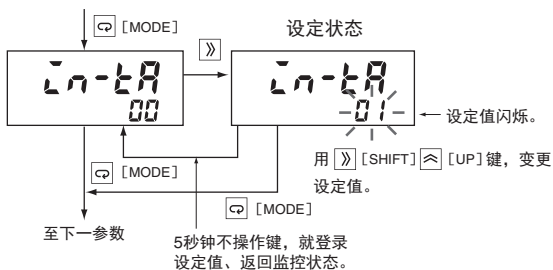 [MODE]
设定状态
in-tA
00
in-tA
01
设定值闪烁。
用 [SHIFT] [UP]键，变更
设定值。
[MODE]
[MODE]
至下一参数
5秒钟不操作键，就登录
设定值、返回监控状态。